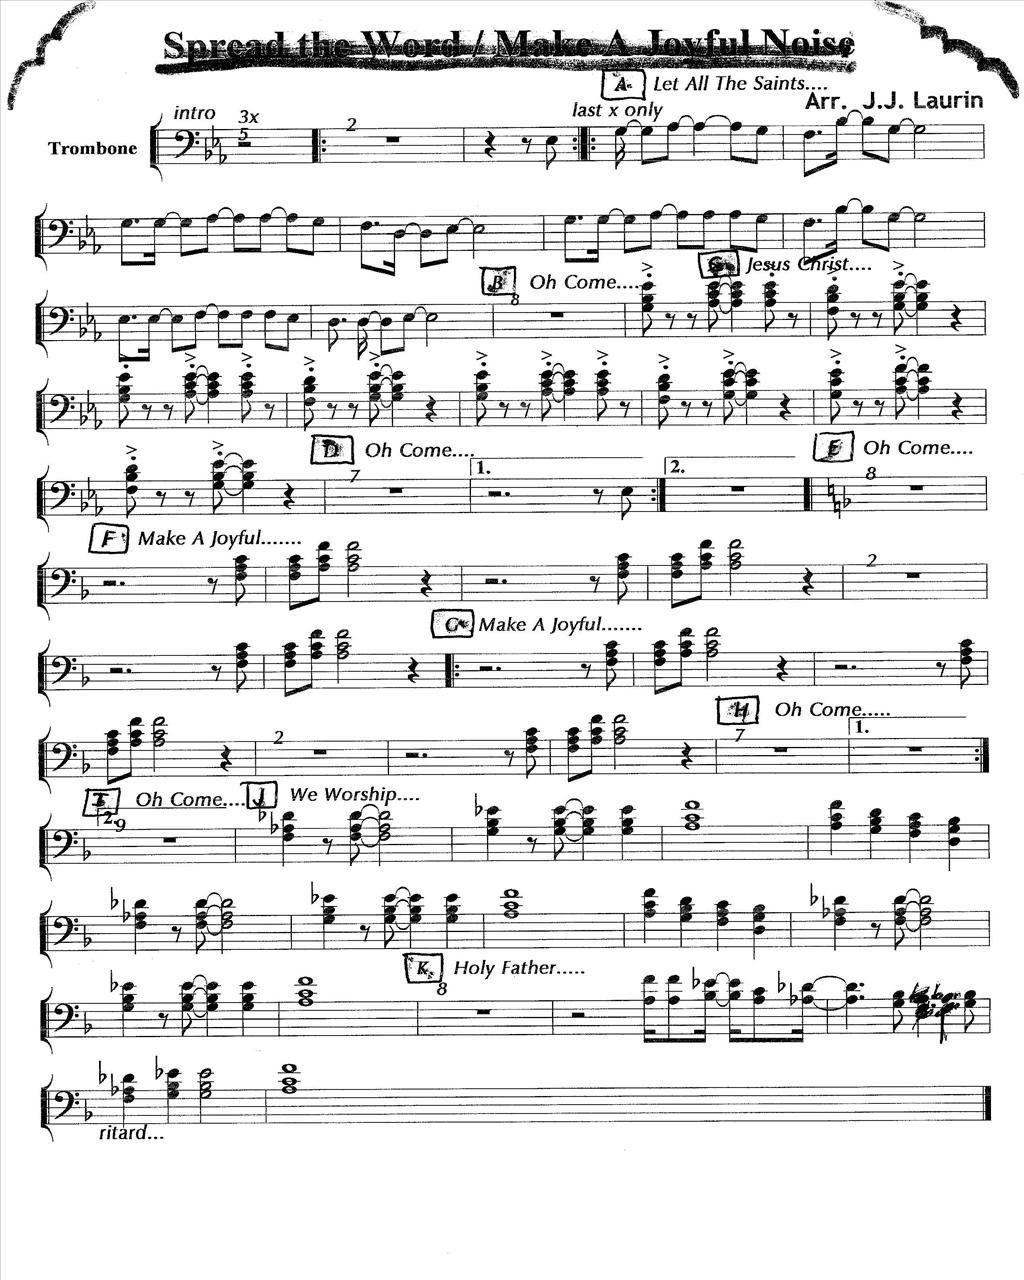 Spread the Word / Make A Joyful Noise
A. Let All The Saints....
intro 3x last x only Arr. J.J. Laurin
Trombone 5 2
B Oh Come.... C Jesus Christ....
8
D Oh Come.... E Oh Come....
7 1. 2. 8
F Make A Joyful.......
2
G Make A Joyful.......
H Oh Come.....
2 7 1.
I Oh Come.... J We Worship....
2. 9
K Holy Father.....
8
ritard...